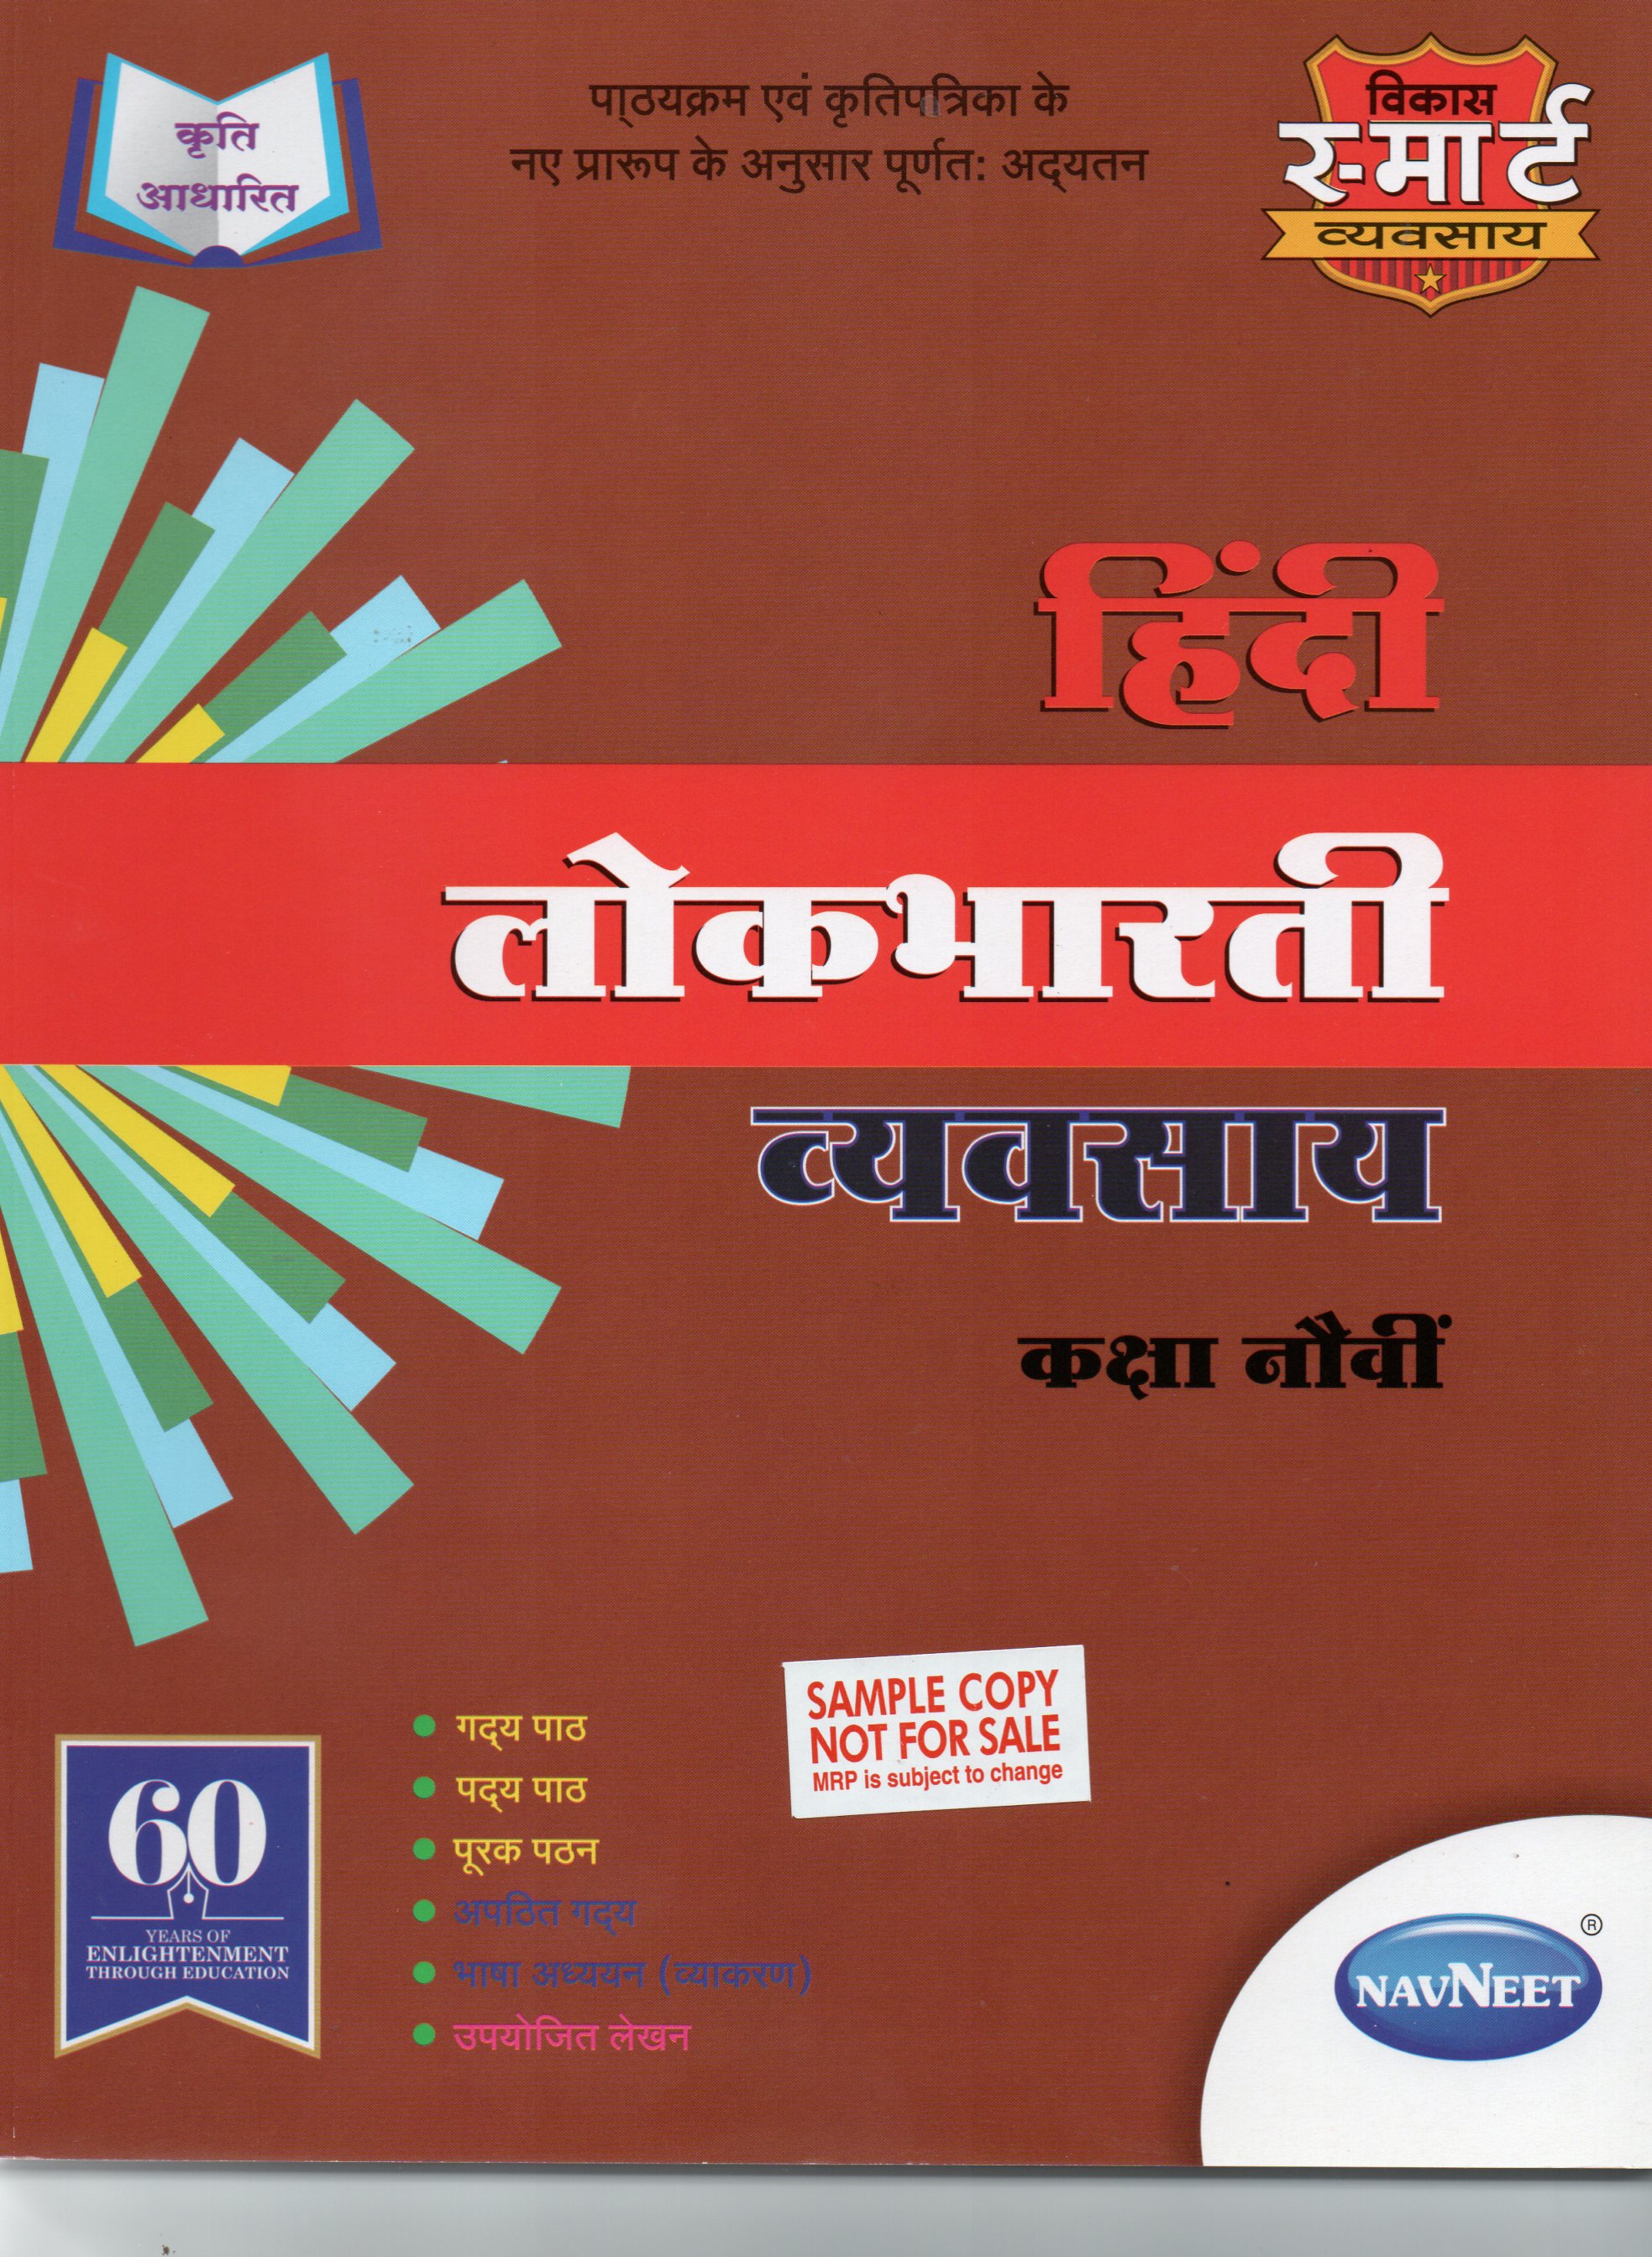 कृति
आधारित
पाठ्यक्रम एवं कृतिपत्रिका के
नए प्रारूप के अनुसार पूर्णत: अद्यतन
विकास
स्मार्ट
व्यवसाय
हिंदी
लोकभारती
व्यवसाय
कक्षा नौवीं
SAMPLE COPY
NOT FOR SALE
MRP is subject to change
गद्य पाठ
पद्य पाठ
पूरक पठन
अपठित गद्य
भाषा अध्ययन (व्याकरण)
उपयोजित लेखन
60
YEARS OF
ENLIGHTENMENT
THROUGH EDUCATION
NAVNEET ®